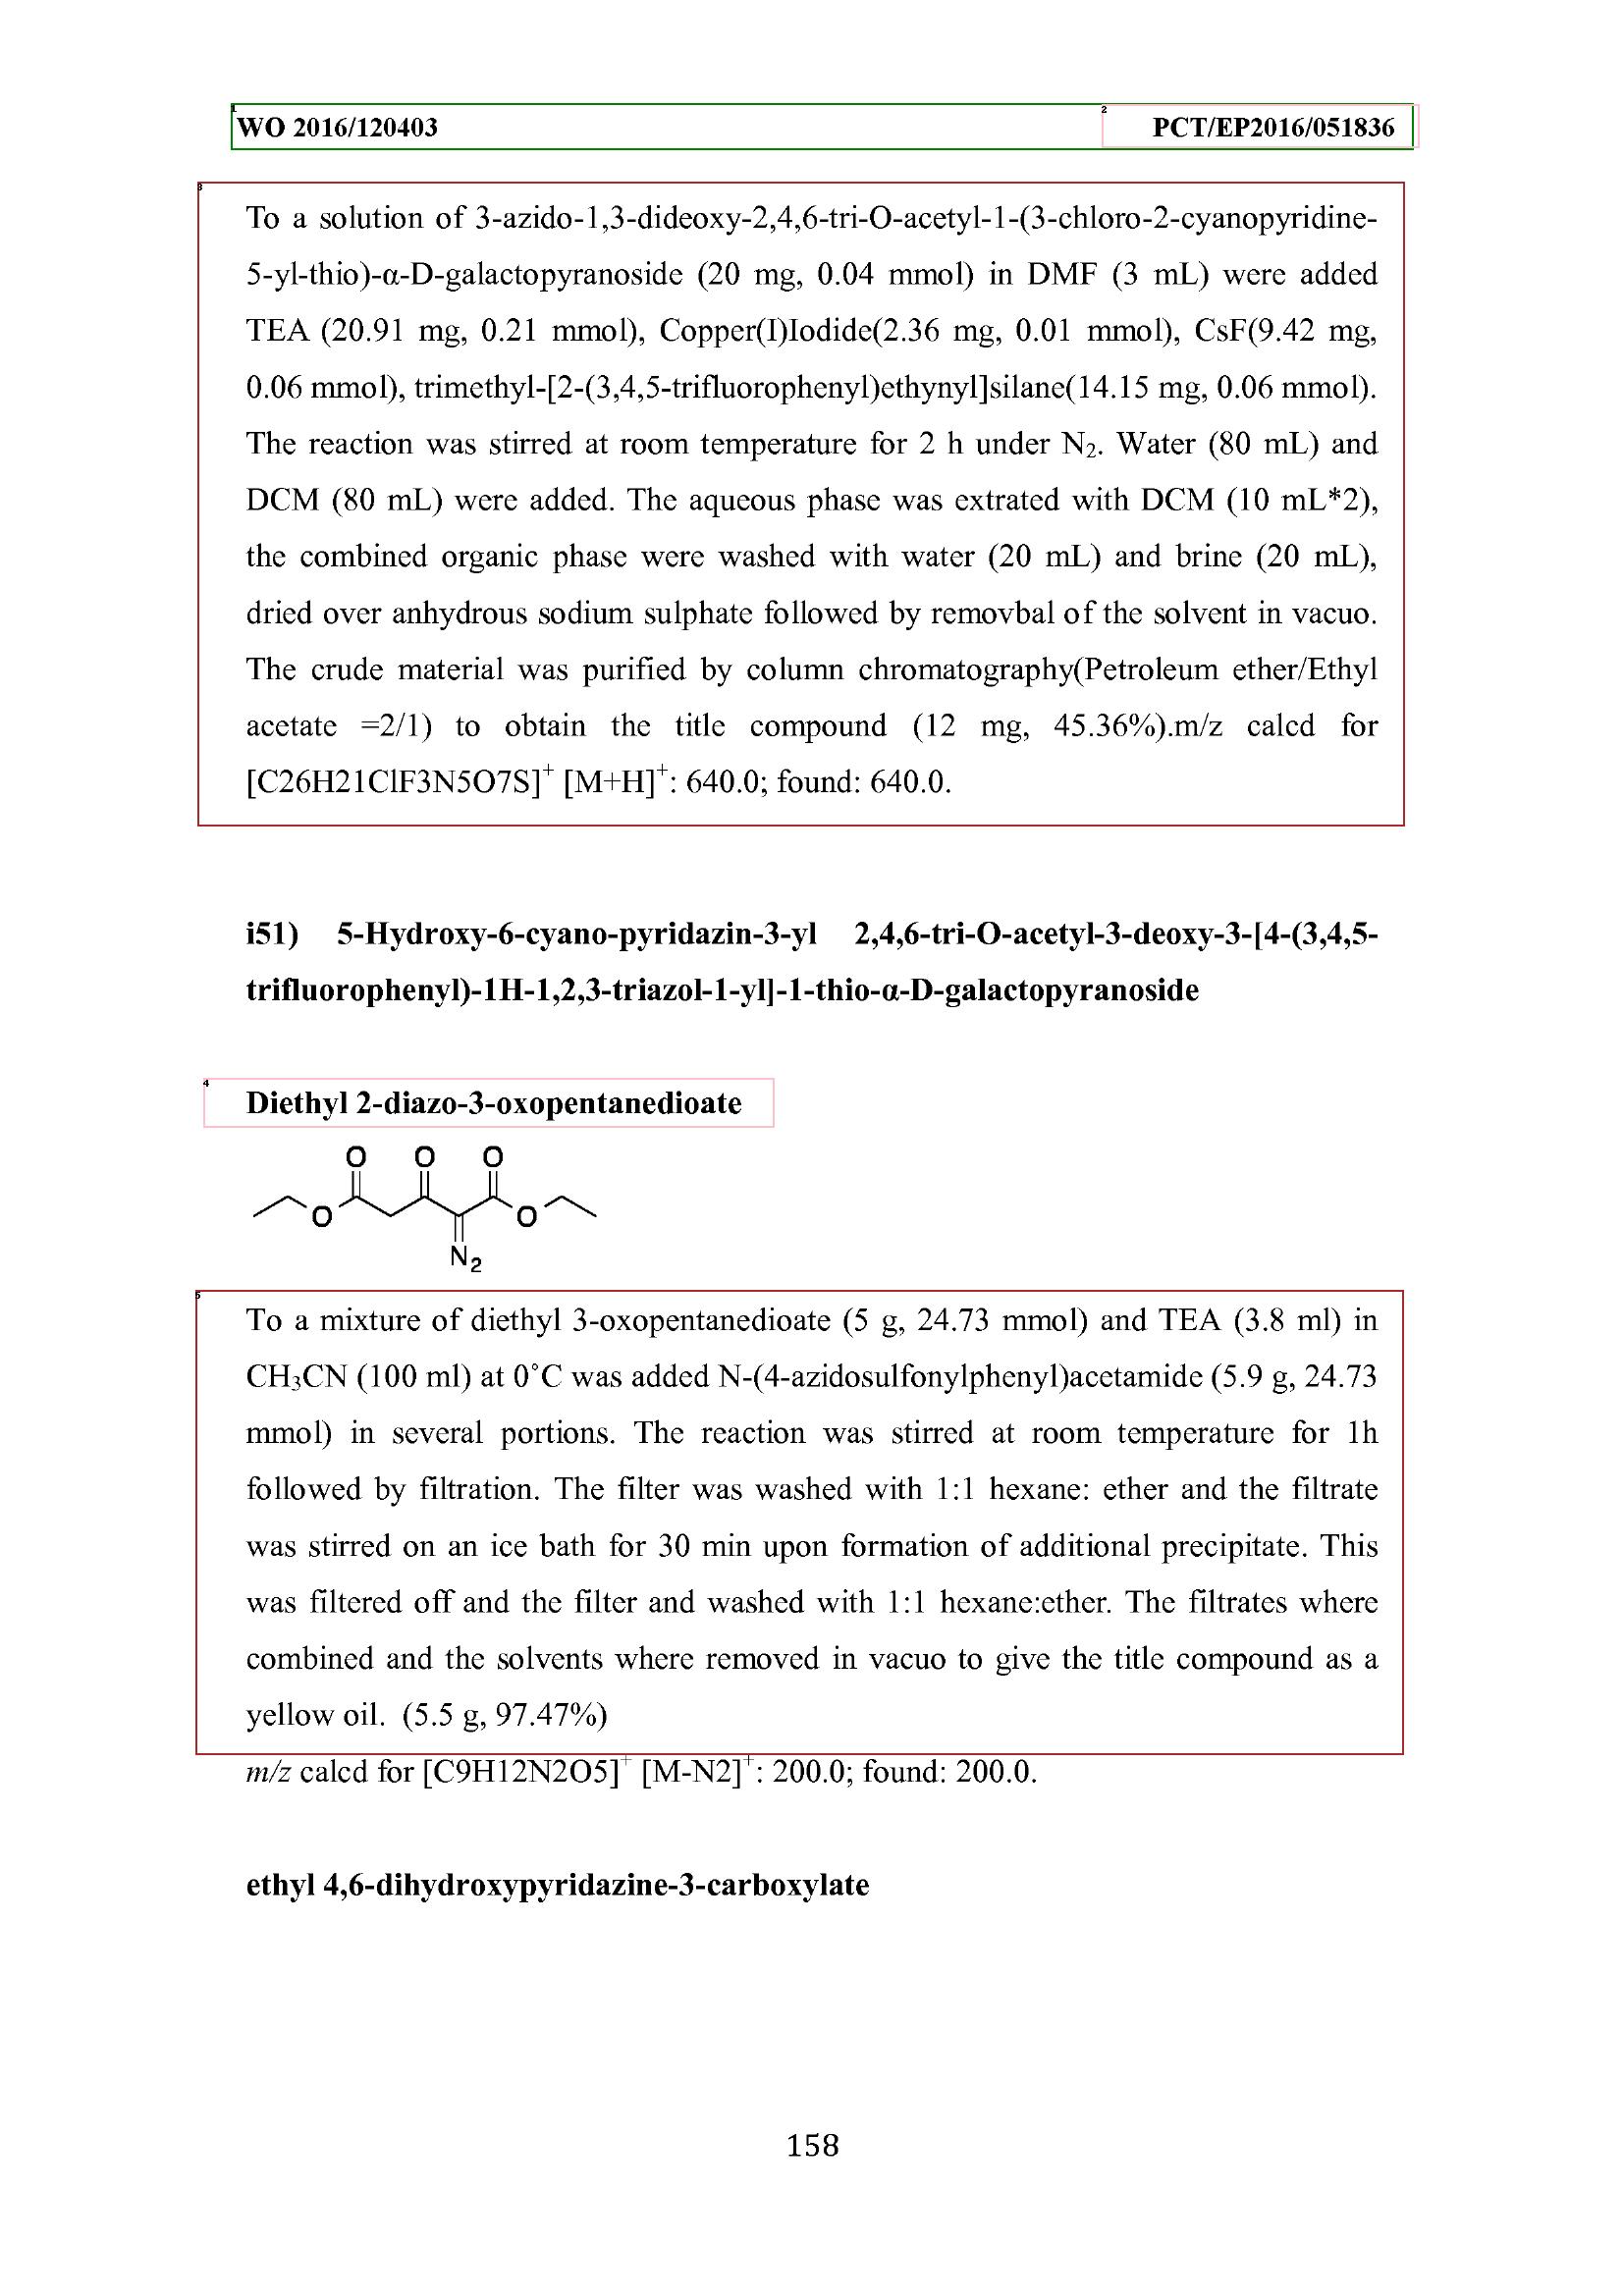 WO 2016/120403 PCT/EP2016/051836
To a solution of 3-azido-1,3-dideoxy-2,4,6-tri-O-acetyl-1-(3-chloro-2-cyanopyridine-
5-yl-thio)-α-D-galactopyranoside (20 mg, 0.04 mmol) in DMF (3 mL) were added
TEA (20.91 mg, 0.21 mmol), Copper(I)Iodide(2.36 mg, 0.01 mmol), CsF(9.42 mg,
0.06 mmol), trimethyl-[2-(3,4,5-trifluorophenyl)ethynyl]silane(14.15 mg, 0.06 mmol).
The reaction was stirred at room temperature for 2 h under N₂. Water (80 mL) and
DCM (80 mL) were added. The aqueous phase was extrated with DCM (10 mL*2),
the combined organic phase were washed with water (20 mL) and brine (20 mL),
dried over anhydrous sodium sulphate followed by removbal of the solvent in vacuo.
The crude material was purified by column chromatography(Petroleum ether/Ethyl
acetate =2/1) to obtain the title compound (12 mg, 45.36%).m/z calcd for
[C26H21ClF3N5O7S]⁺ [M+H]⁺: 640.0; found: 640.0.
i51) 5-Hydroxy-6-cyano-pyridazin-3-yl 2,4,6-tri-O-acetyl-3-deoxy-3-[4-(3,4,5-
trifluorophenyl)-1H-1,2,3-triazol-1-yl]-1-thio-α-D-galactopyranoside
Diethyl 2-diazo-3-oxopentanedioate
O O O
O O
N₂
To a mixture of diethyl 3-oxopentanedioate (5 g, 24.73 mmol) and TEA (3.8 ml) in
CH₃CN (100 ml) at 0˚C was added N-(4-azidosulfonylphenyl)acetamide (5.9 g, 24.73
mmol) in several portions. The reaction was stirred at room temperature for 1h
followed by filtration. The filter was washed with 1:1 hexane: ether and the filtrate
was stirred on an ice bath for 30 min upon formation of additional precipitate. This
was filtered off and the filter and washed with 1:1 hexane:ether. The filtrates where
combined and the solvents where removed in vacuo to give the title compound as a
yellow oil. (5.5 g, 97.47%)
m/z calcd for [C9H12N2O5]⁺ [M-N2]⁺: 200.0; found: 200.0.
ethyl 4,6-dihydroxypyridazine-3-carboxylate
158